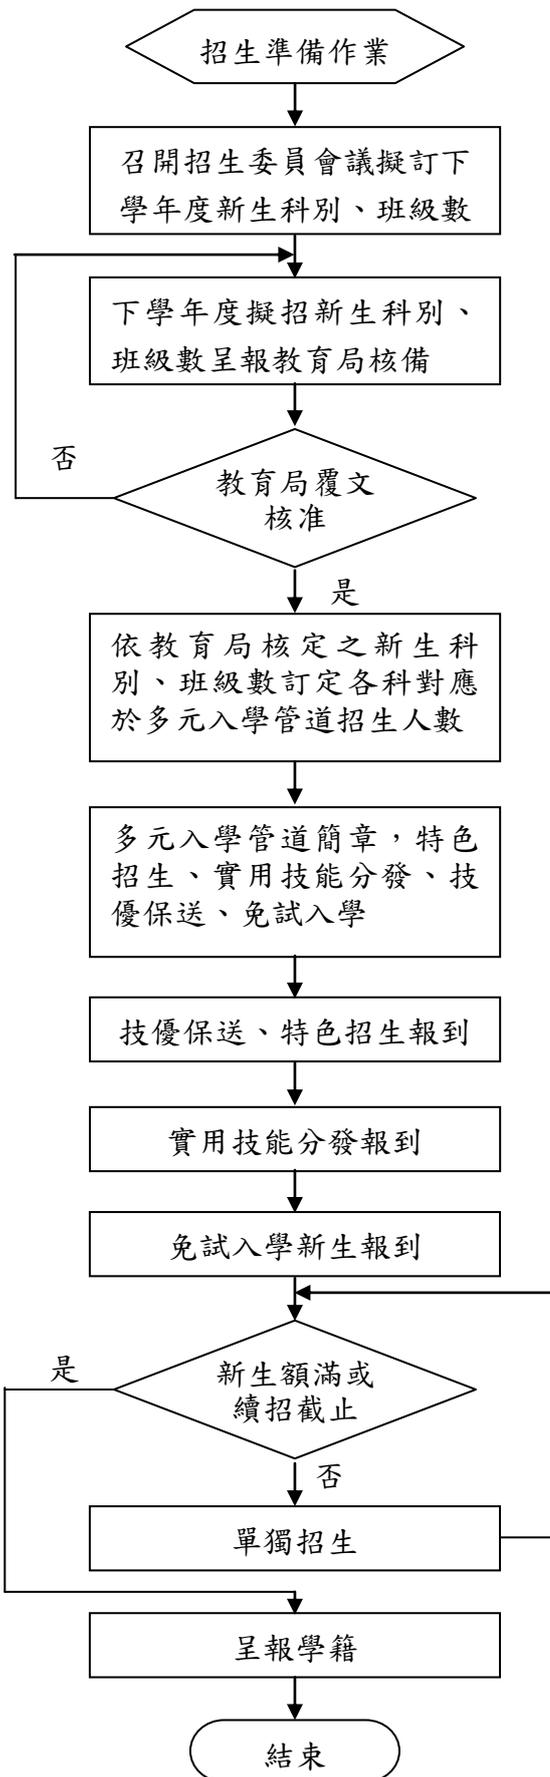 招生準備作業
召開招生委員會議擬訂下
學年度新生科別、班級數
下學年度擬招新生科別、
班級數呈報教育局核備
否
教育局覆文
核准
是
依教育局核定之新生科
別、班級數訂定各科對應
於多元入學管道招生人數
多元入學管道簡章，特色
招生、實用技能分發、技
優保送、免試入學
技優保送、特色招生報到
實用技能分發報到
免試入學新生報到
是
新生額滿或
續招截止
否
單獨招生
呈報學籍
結束